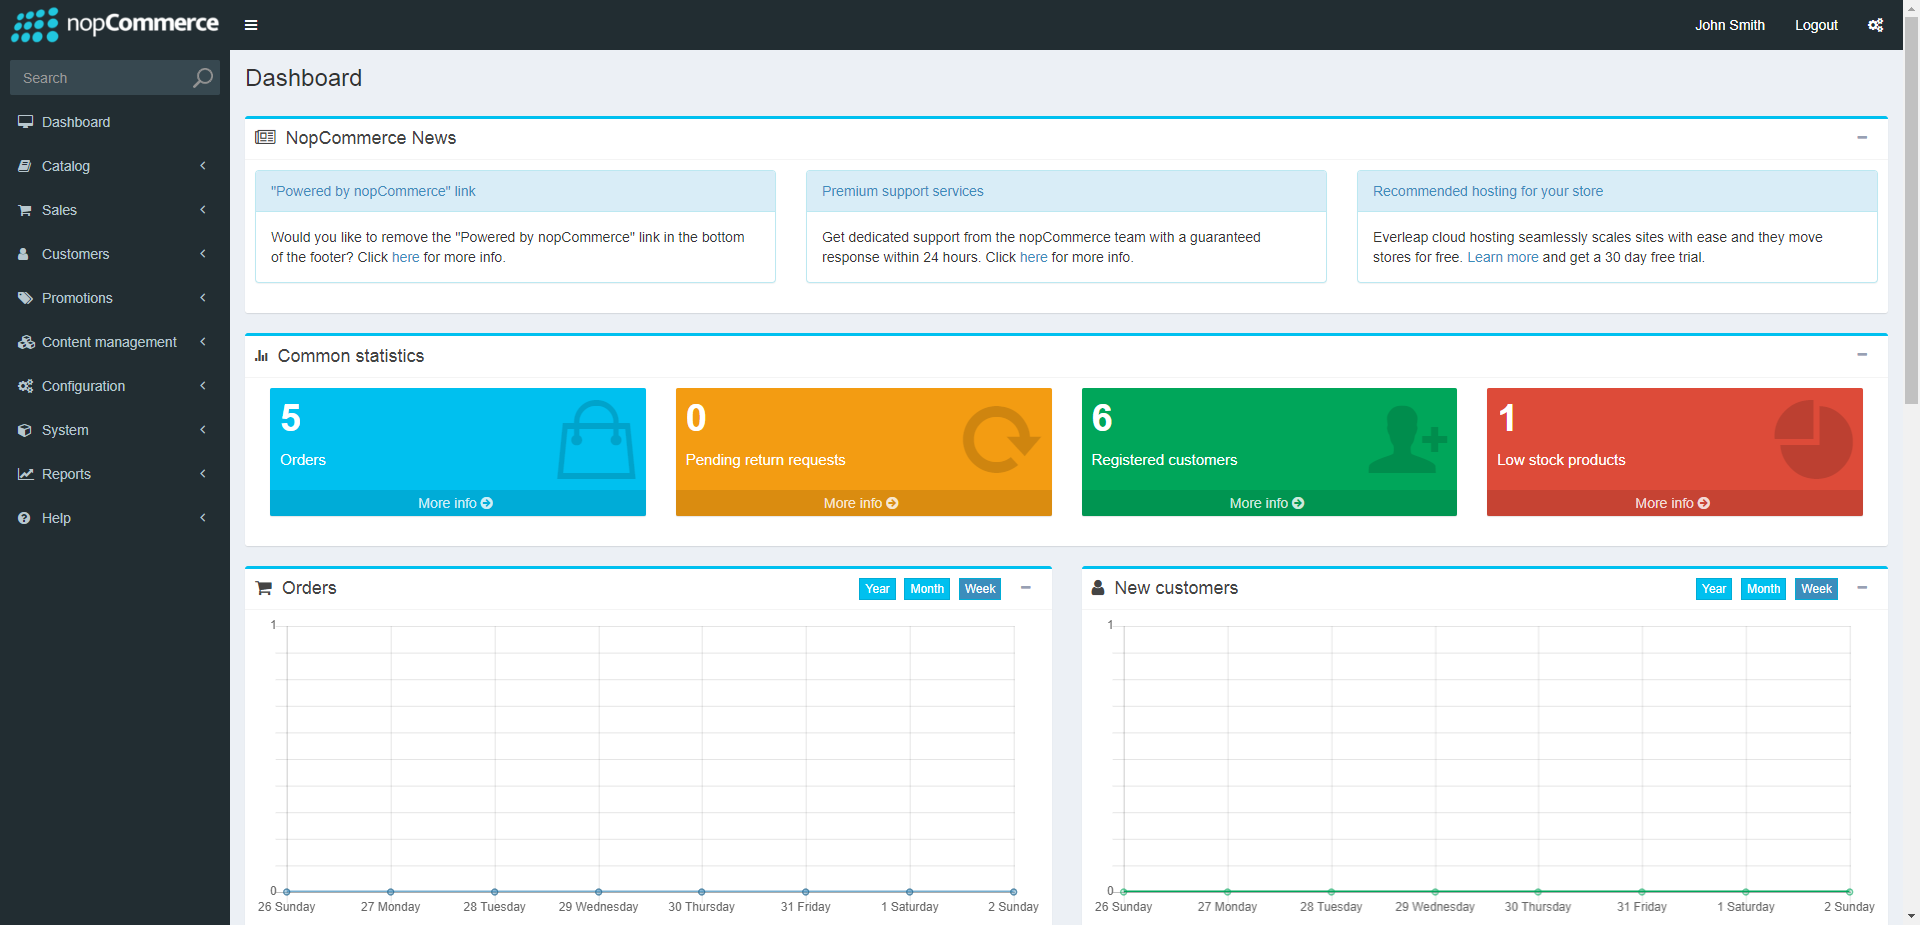 nopCommerce
John Smith
Logout
Search
Dashboard
Catalog
Sales
Customers
Promotions
Content management
Configuration
System
Reports
Help
Dashboard
NopCommerce News
"Powered by nopCommerce" link
Would you like to remove the "Powered by nopCommerce" link in the bottom
of the footer? Click here for more info.
Premium support services
Get dedicated support from the nopCommerce team with a guaranteed
response within 24 hours. Click here for more info.
Recommended hosting for your store
Everleap cloud hosting seamlessly scales sites with ease and they move
stores for free. Learn more and get a 30 day free trial.
Common statistics
5
Orders
More info
0
Pending return requests
More info
6
Registered customers
More info
1
Low stock products
More info
Orders
Year Month Week
1
0
26 Sunday 27 Monday 28 Tuesday 29 Wednesday 30 Thursday 31 Friday 1 Saturday 2 Sunday
New customers
Year Month Week
1
0
26 Sunday 27 Monday 28 Tuesday 29 Wednesday 30 Thursday 31 Friday 1 Saturday 2 Sunday